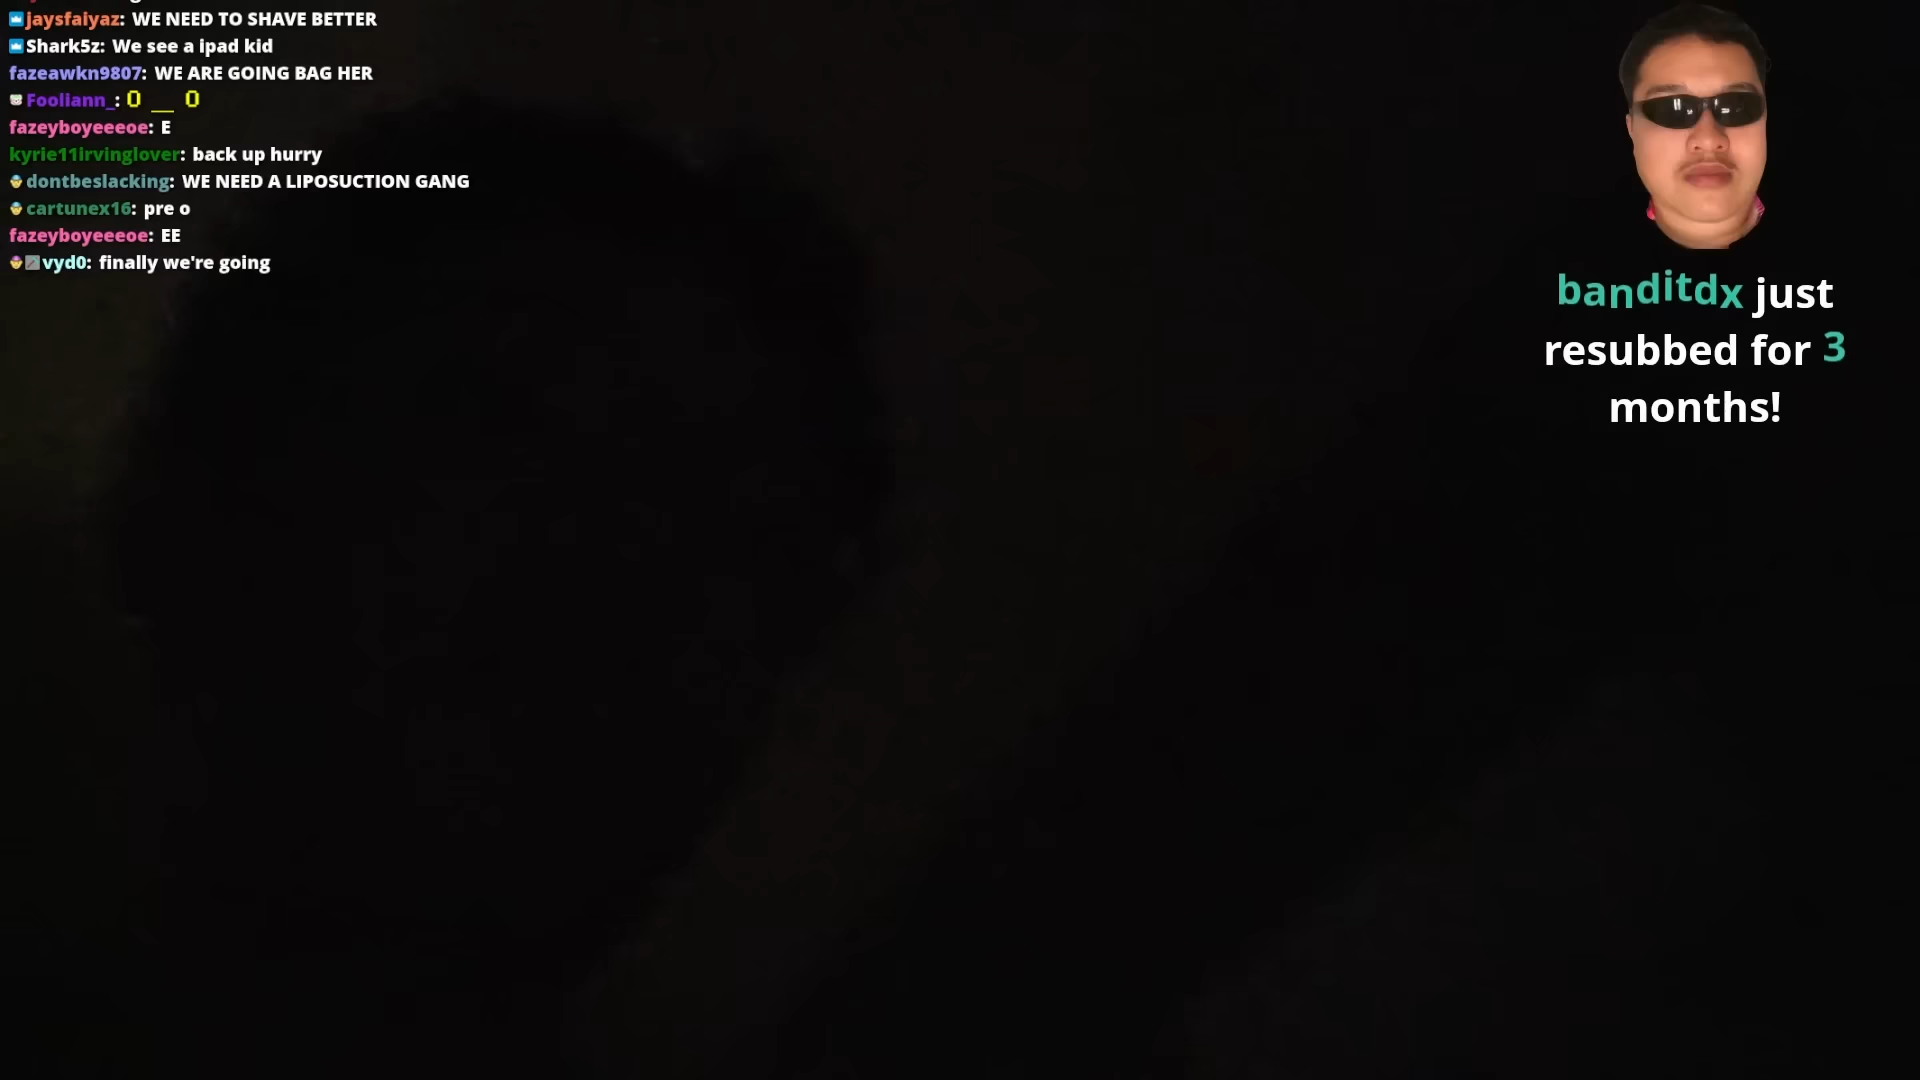 jaysfaiyaz: WE NEED TO SHAVE BETTER
Shark5z: We see a ipad kid
fazeawkn9807: WE ARE GOING BAG HER
Fooliann_: 0 __ 0
fazeyboyeeeoe: E
kyrie11irvinglover: back up hurry
dontbeslacking: WE NEED A LIPOSUCTION GANG
cartunex16: pre o
fazeyboyeeeoe: EE
vyd0: finally we're going
banditdx just
resubbed for 3
months!